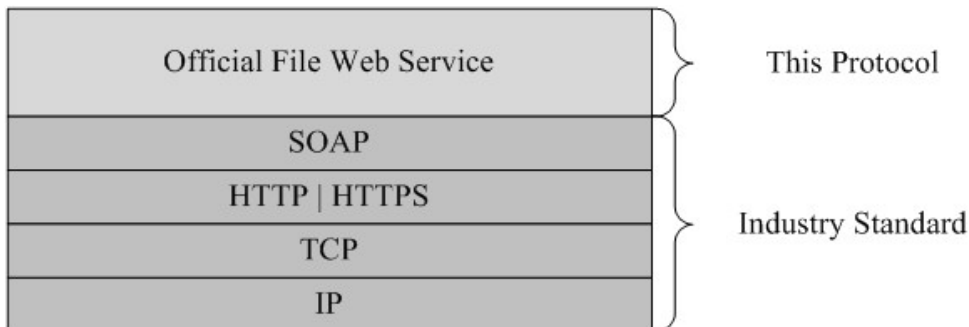 Official File Web Service
This Protocol
SOAP
HTTP | HTTPS
TCP
IP
Industry Standard